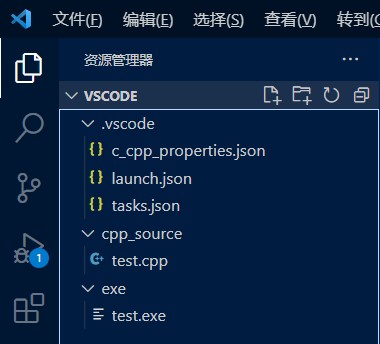 文件(F) 编辑(E) 选择(S) 查看(V) 转到(
资源管理器
VSCODE
.vscode
{} c_cpp_properties.json
{} launch.json
{} tasks.json
cpp_source
test.cpp
1
exe
test.exe